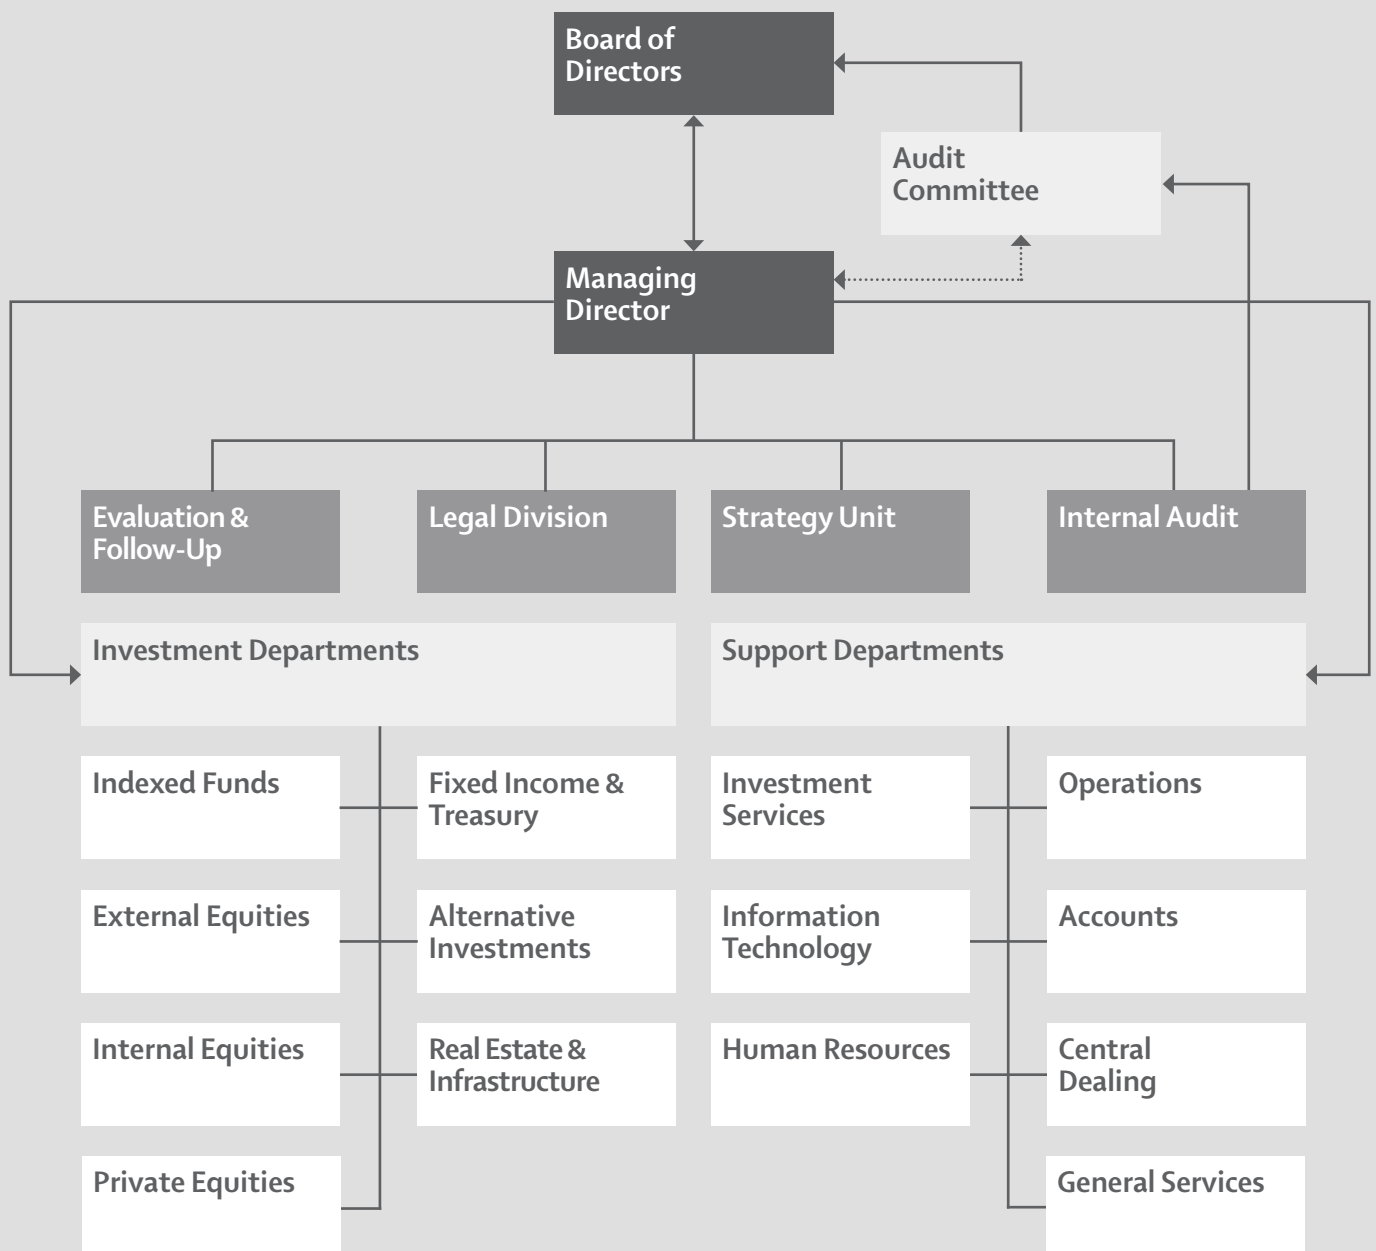 Board of
Directors
Audit
Committee
Managing
Director
Evaluation &
Follow-Up
Legal Division
Strategy Unit
Internal Audit
Investment Departments
Support Departments
Indexed Funds
Fixed Income &
Treasury
Investment
Services
Operations
External Equities
Alternative
Investments
Information
Technology
Accounts
Internal Equities
Real Estate &
Infrastructure
Human Resources
Central
Dealing
Private Equities
General Services